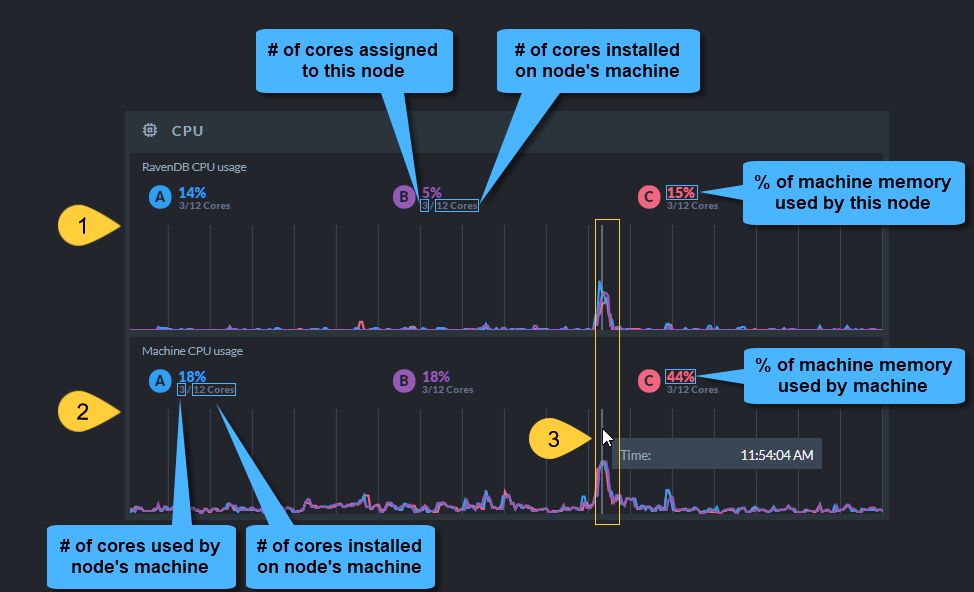 # of cores assigned
to this node
# of cores installed
on node's machine
CPU
RavenDB CPU usage
A 14%
3/12 Cores
B 5%
3/12 Cores
C 15%
3/12 Cores
% of machine memory
used by this node
1
Machine CPU usage
A 18%
3/12 Cores
B 18%
3/12 Cores
C 44%
3/12 Cores
% of machine memory
used by machine
2
3
Time: 11:54:04 AM
# of cores used by
node's machine
# of cores installed
on node's machine